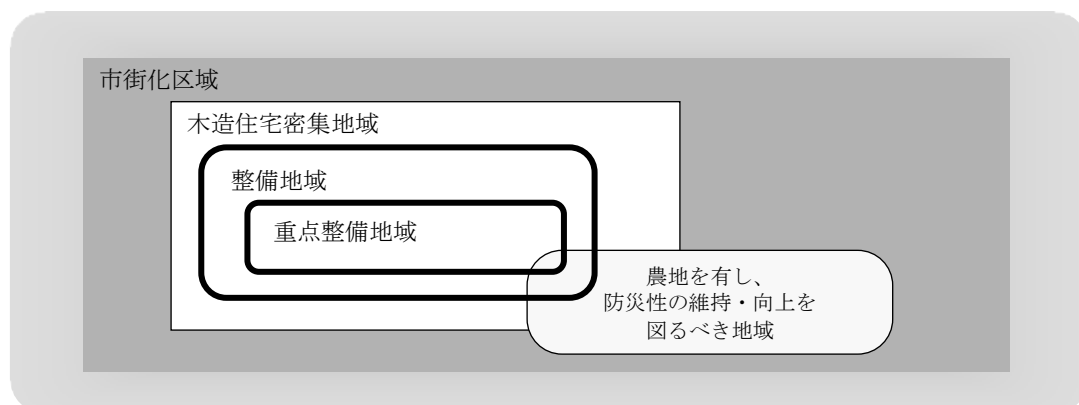 市街化区域
木造住宅密集地域
整備地域
重点整備地域
農地を有し、
防災性の維持・向上を
図るべき地域